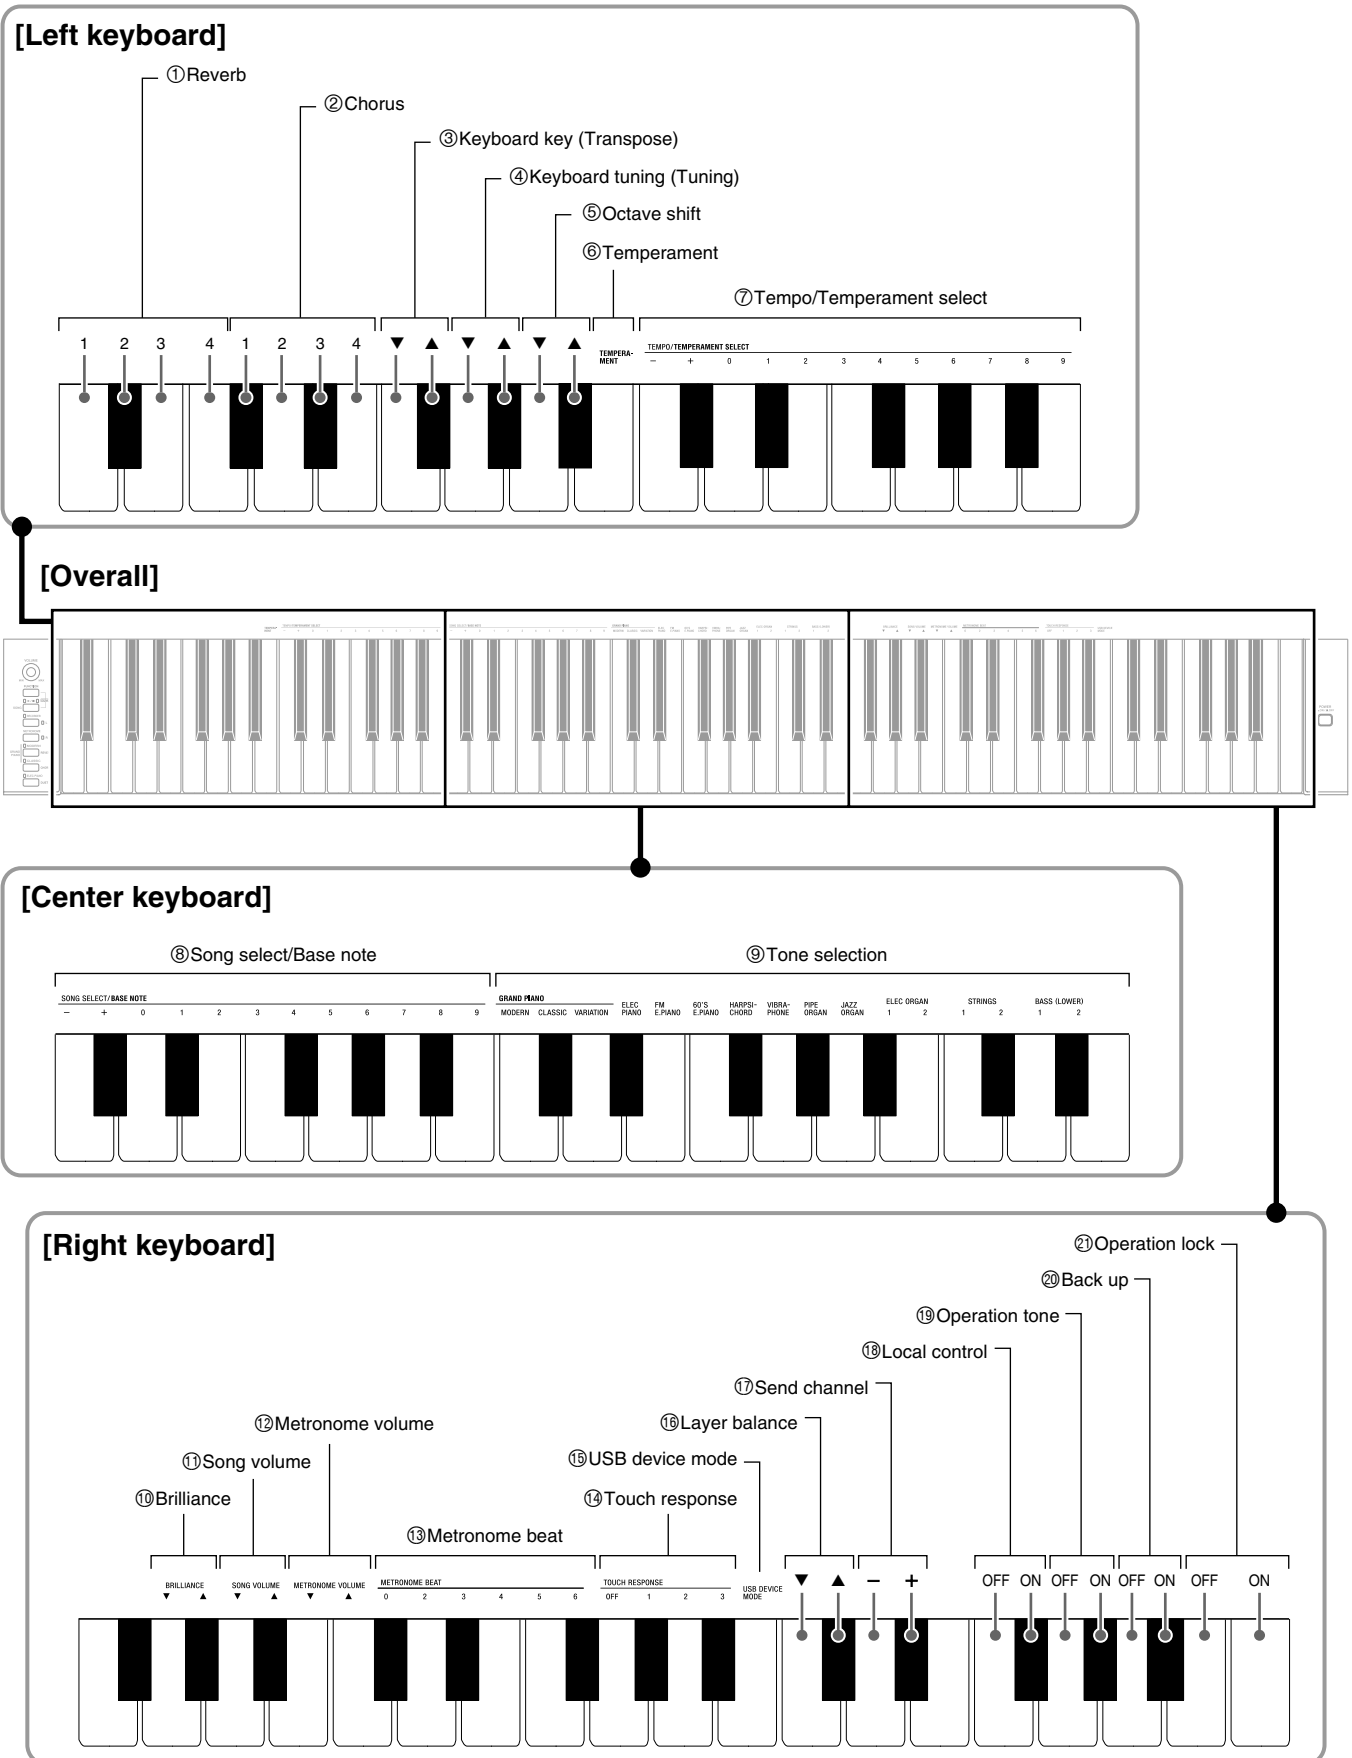 [Left keyboard]
①Reverb
②Chorus
③Keyboard key (Transpose)
④Keyboard tuning (Tuning)
⑤Octave shift
⑥Temperament
⑦Tempo/Temperament select
1 2 3 4 1 2 3 4 ▼ ▲ ▼ ▲ ▼ ▲
TEMPERA-
MENT
TEMPO/TEMPERAMENT SELECT
− + 0 1 2 3 4 5 6 7 8 9
[Overall]
[Center keyboard]
⑧Song select/Base note
⑨Tone selection
SONG SELECT/BASE NOTE
− + 0 1 2 3 4 5 6 7 8 9
GRAND PIANO
MODERN CLASSIC VARIATION
ELEC
PIANO
FM
E.PIANO
60'S
E.PIANO
HARPSI-
CHORD
VIBRA-
PHONE
PIPE
ORGAN
JAZZ
ORGAN
ELEC ORGAN
1 2
STRINGS
1 2
BASS (LOWER)
1 2
[Right keyboard]
㉑Operation lock
⑳Back up
⑲Operation tone
⑱Local control
⑰Send channel
⑯Layer balance
⑫Metronome volume
⑮USB device mode
⑪Song volume
⑭Touch response
⑩Brilliance
⑬Metronome beat
BRILLIANCE
▼ ▲
SONG VOLUME
▼ ▲
METRONOME VOLUME
▼ ▲
METRONOME BEAT
0 2 3 4 5 6
TOUCH RESPONSE
OFF 1 2 3
USB DEVICE
MODE
▼ ▲ − + OFF ON OFF ON OFF ON OFF ON